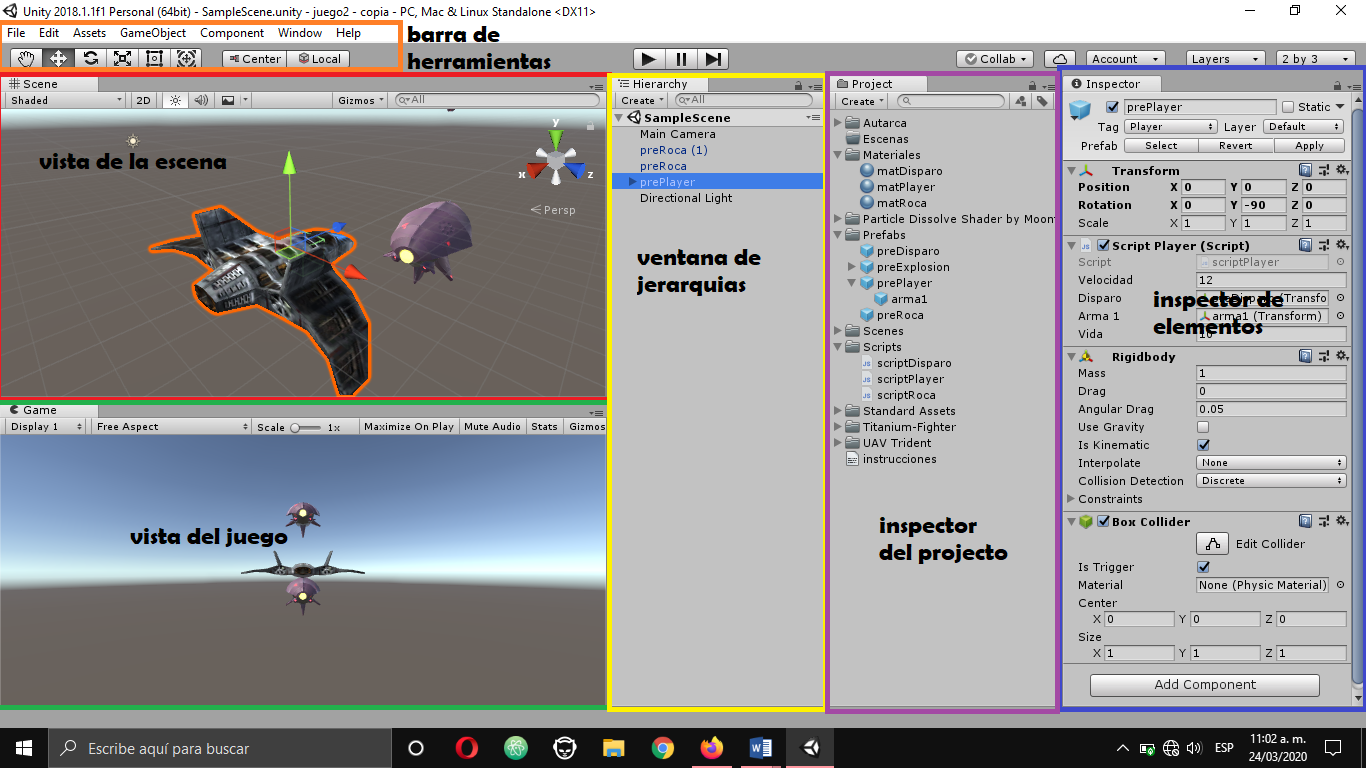 Unity 2018.1.1f1 Personal (64bit) - SampleScene.unity - juego2 - copia - PC, Mac & Linux Standalone <DX11>
File Edit Assets GameObject Component Window Help
barra de
herramientas
Center Local
Collab Account Layers 2 by 3
Scene
Shaded 2D Gizmos All
vista de la escena
y
x z
Persp
Game
Display 1 Free Aspect Scale 1x Maximize On Play Mute Audio Stats Gizmos
vista del juego
Hierarchy
Create All
SampleScene
Main Camera
preRoca (1)
preRoca
prePlayer
Directional Light
ventana de
jerarquias
Project
Create
Autarca
Escenas
Materiales
matDisparo
matPlayer
matRoca
Particle Dissolve Shader by Moont
Prefabs
preDisparo
preExplosion
prePlayer
arma1
preRoca
Scenes
Scripts
scriptDisparo
scriptPlayer
scriptRoca
Standard Assets
Titanium-Fighter
UAV Trident
instrucciones
inspector
del projecto
Inspector
prePlayer Static
Tag Player Layer Default
Prefab Select Revert Apply
Transform
Position X 0 Y 0 Z 0
Rotation X 0 Y -90 Z 0
Scale X 1 Y 1 Z 1
Script Player (Script)
Script scriptPlayer
Velocidad 12
Disparo
Arma 1 arma1 (Transform)
Vida
inspector de
elementos
Rigidbody
Mass 1
Drag 0
Angular Drag 0.05
Use Gravity
Is Kinematic
Interpolate None
Collision Detection Discrete
Constraints
Box Collider
Edit Collider
Is Trigger
Material None (Physic Material)
Center
X 0 Y 0 Z 0
Size
X 1 Y 1 Z 1
Add Component
Escribe aquí para buscar
ESP
11:02 a. m.
24/03/2020